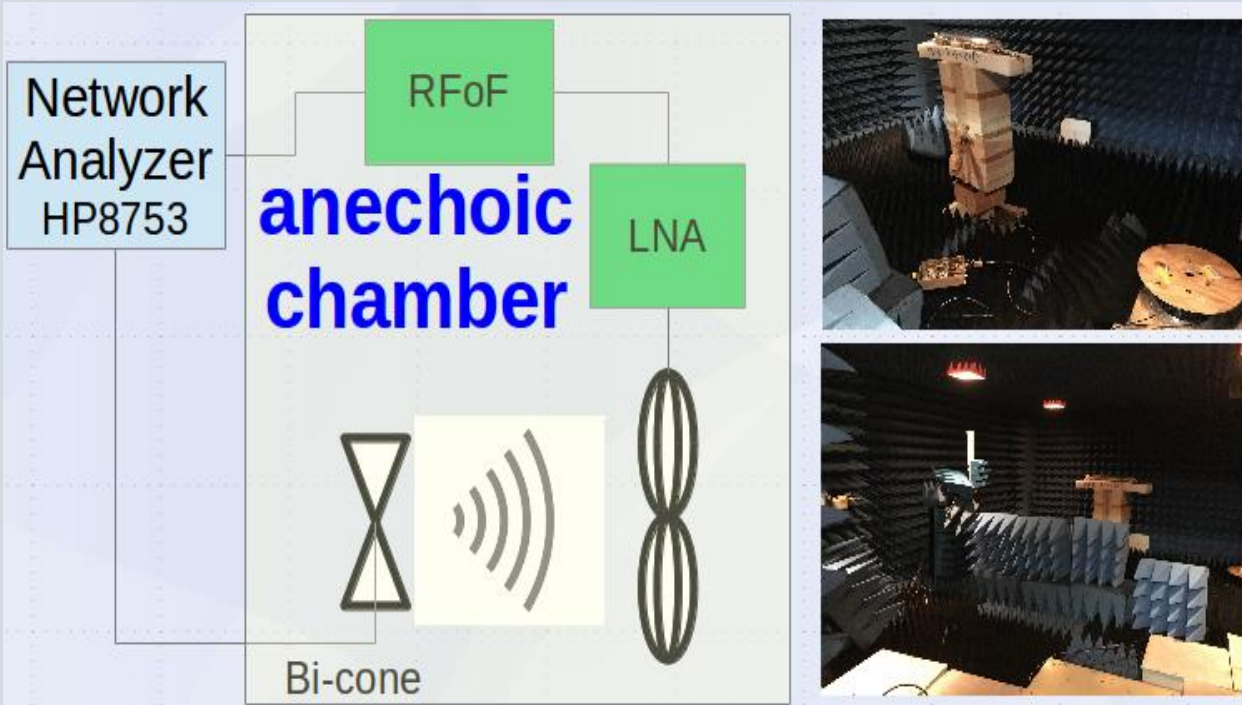 Network
Analyzer
HP8753
RFoF
anechoic
chamber
LNA
Bi-cone